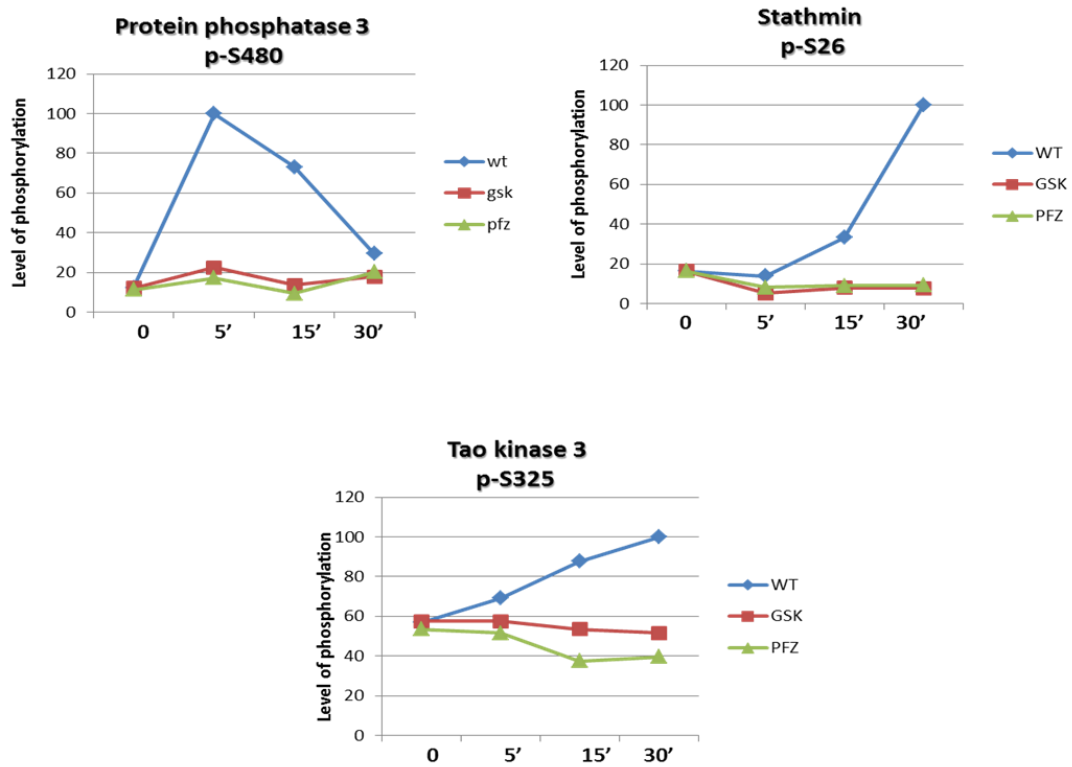 Protein phosphatase 3
p-S480
Level of phosphorylation
120
100
80
60
40
20
0
0 5’ 15’ 30’
wt
gsk
pfz
Stathmin
p-S26
Level of phosphorylation
120
100
80
60
40
20
0
0 5’ 15’ 30’
WT
GSK
PFZ
Tao kinase 3
p-S325
Level of phosphorylation
120
100
80
60
40
20
0
0 5’ 15’ 30’
WT
GSK
PFZ